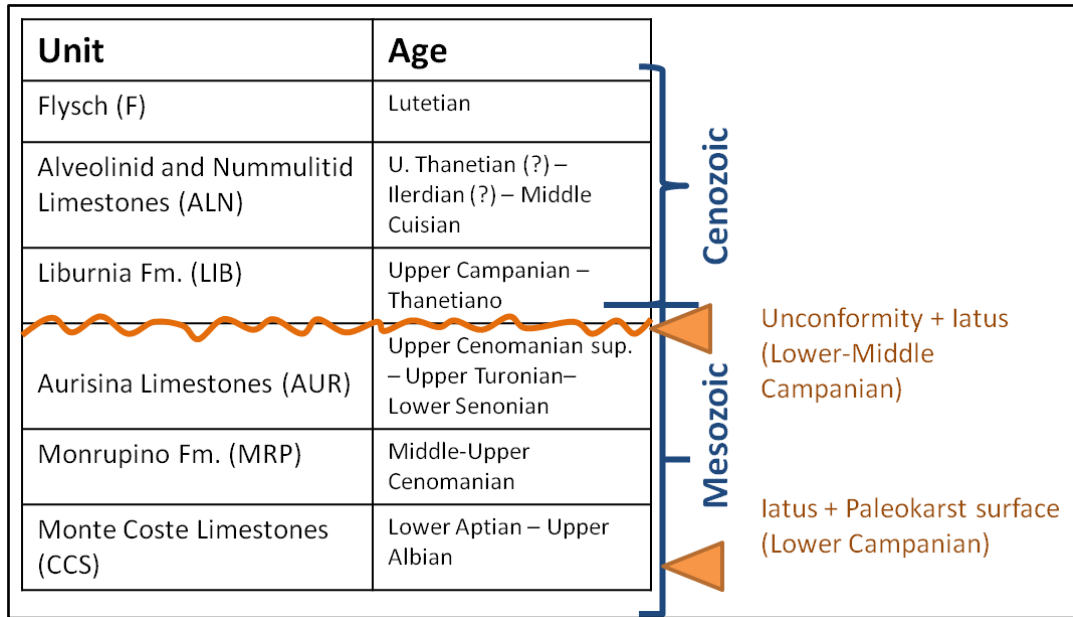 Unit
Age
Flysch (F)
Lutetian
Alveolinid and Nummulitid
Limestones (ALN)
U. Thanetian (?) –
Ilerdian (?) – Middle
Cuisian
Liburnia Fm. (LIB)
Upper Campanian –
Thanetiano
Aurisina Limestones (AUR)
Upper Cenomanian sup.
– Upper Turonian–
Lower Senonian
Monrupino Fm. (MRP)
Middle-Upper
Cenomanian
Monte Coste Limestones
(CCS)
Lower Aptian – Upper
Albian
Cenozoic
Mesozoic
Unconformity + Iatus
(Lower-Middle
Campanian)
Iatus + Paleokarst surface
(Lower Campanian)